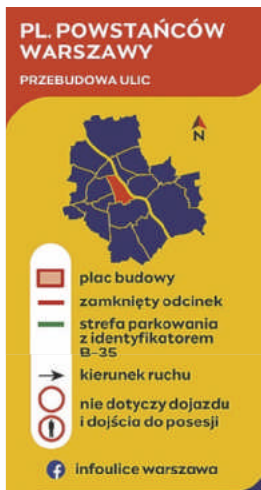 PL. POWSTAŃCÓW
WARSZAWY
PRZEBUDOWA ULIC
N
plac budowy
zamknięty odcinek
strefa parkowania
z identyfikatorem
B-35
kierunek ruchu
nie dotyczy dojazdu
i dojścia do posesji
infoulice warszawa